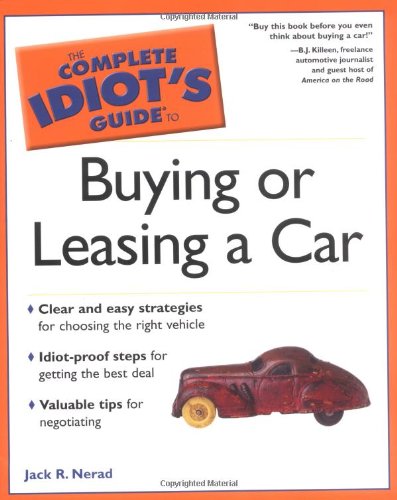 Copyrighted Material
THE
COMPLETE
IDIOT'S
GUIDE® TO
"Buy this book before you even
think about buying a car!"
—B.J. Killeen, freelance
automotive journalist
and guest host of
America on the Road
Buying or
Leasing a Car
♦ Clear and easy strategies
for choosing the right vehicle
♦ Idiot-proof steps for
getting the best deal
♦ Valuable tips for
negotiating
Jack R. Nerad
Copyrighted Material